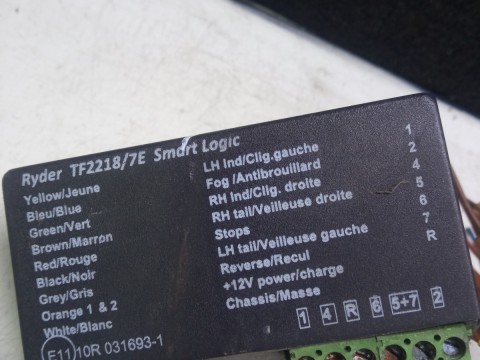 Ryder TF2218/7E Smart Logic
Yellow/Jeune LH Ind/Clig.gauche 1
Bleu/Blue Fog /Antibrouillard 2
Green/Vert RH Ind/Clig. droite 4
Brown/Marron RH tail/Veilleuse droite 5
Red/Rouge Stops 6
Black/Noir LH tail/Veilleuse gauche 7
Grey/Gris Reverse/Recul R
Orange 1 & 2 +12V power/charge
White/Blanc Chassis/Masse
E11 10R 031693-1 1 4 R 6 5+7 2